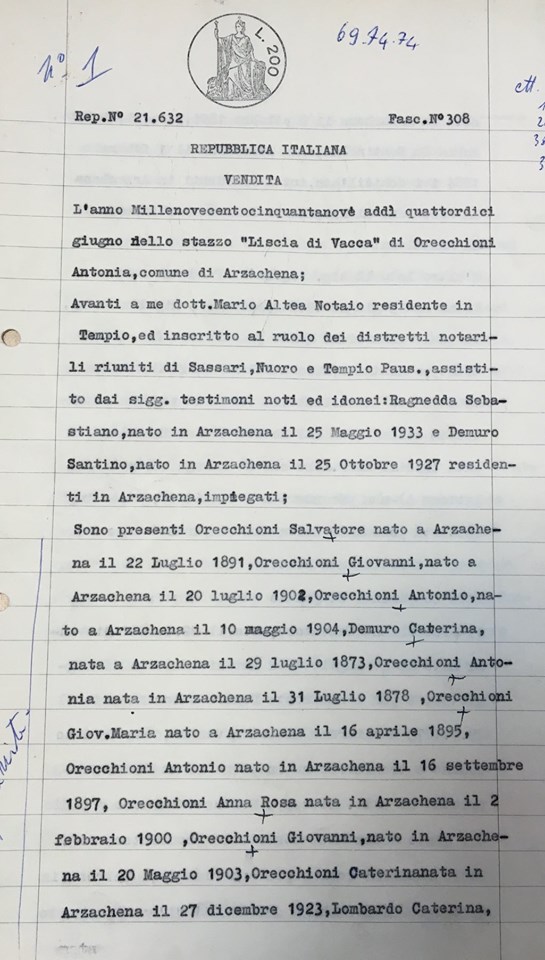 nº 1
69.74.74
L. 200
ett.
Rep.Nº 21.632 Fasc.Nº308
REPUBBLICA ITALIANA
VENDITA
L'anno Millenovecentocinquantanove addì quattordici
giugno nello stazzo "Liscia di Vacca" di Orecchioni
Antonia,comune di Arzachena;
Avanti a me dott.Mario Altea Notaio residente in
Tempio,ed inscritto al ruolo dei distretti notari-
li riuniti di Sassari,Nuoro e Tempio Paus.,assisti-
to dai sigg. testimoni noti ed idonei:Ragnedda Seba-
stiano,nato in Arzachena il 25 Maggio 1933 e Demuro
Santino,nato in Arzachena il 25 Ottobre 1927 residen-
ti in Arzachena,impiegati;
Sono presenti Orecchioni Salvatore nato a Arzache-
na il 22 Luglio 1891,Orecchioni Giovanni,nato a
Arzachena il 20 luglio 1902,Orecchioni Antonio,na-
to a Arzachena il 10 maggio 1904,Demuro Caterina,
nata a Arzachena il 29 luglio 1873,Orecchioni Anto-
nia nata in Arzachena il 31 Luglio 1878 ,Orecchioni
Giov.Maria nato a Arzachena il 16 aprile 1895,
Orecchioni Antonio nato in Arzachena il 16 settembre
1897, Orecchioni Anna Rosa nata in Arzachena il 2
febbraio 1900 ,Orecchioni Giovanni,nato in Arzache-
na il 20 Maggio 1903,Orecchioni Caterinanata in
Arzachena il 27 dicembre 1923,Lombardo Caterina,